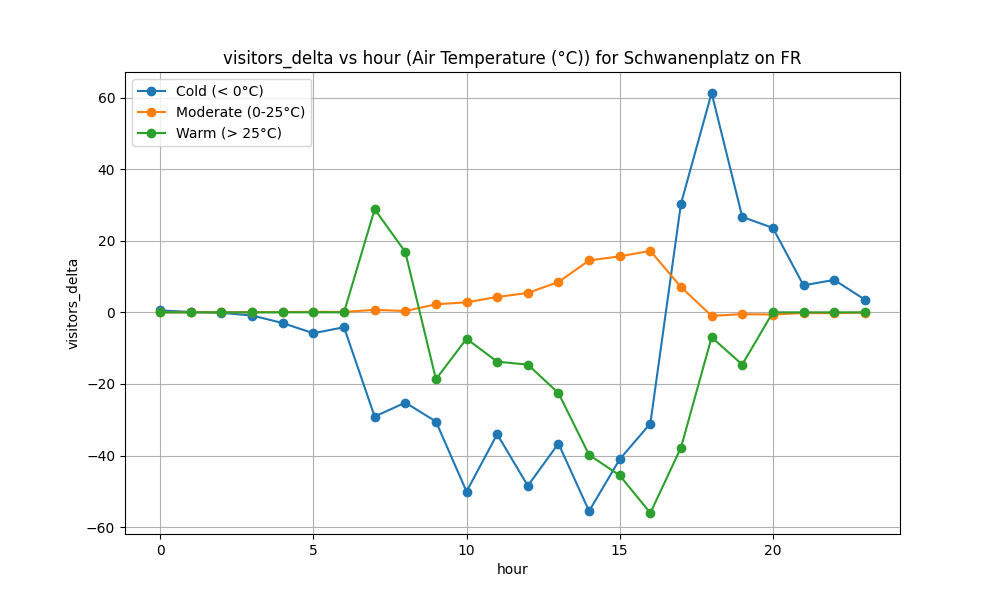 visitors_delta vs hour (Air Temperature (°C)) for Schwanenplatz on FR
Cold (< 0°C)
Moderate (0-25°C)
Warm (> 25°C)
60
40
20
0
−20
−40
−60
visitors_delta
0 5 10 15 20
hour